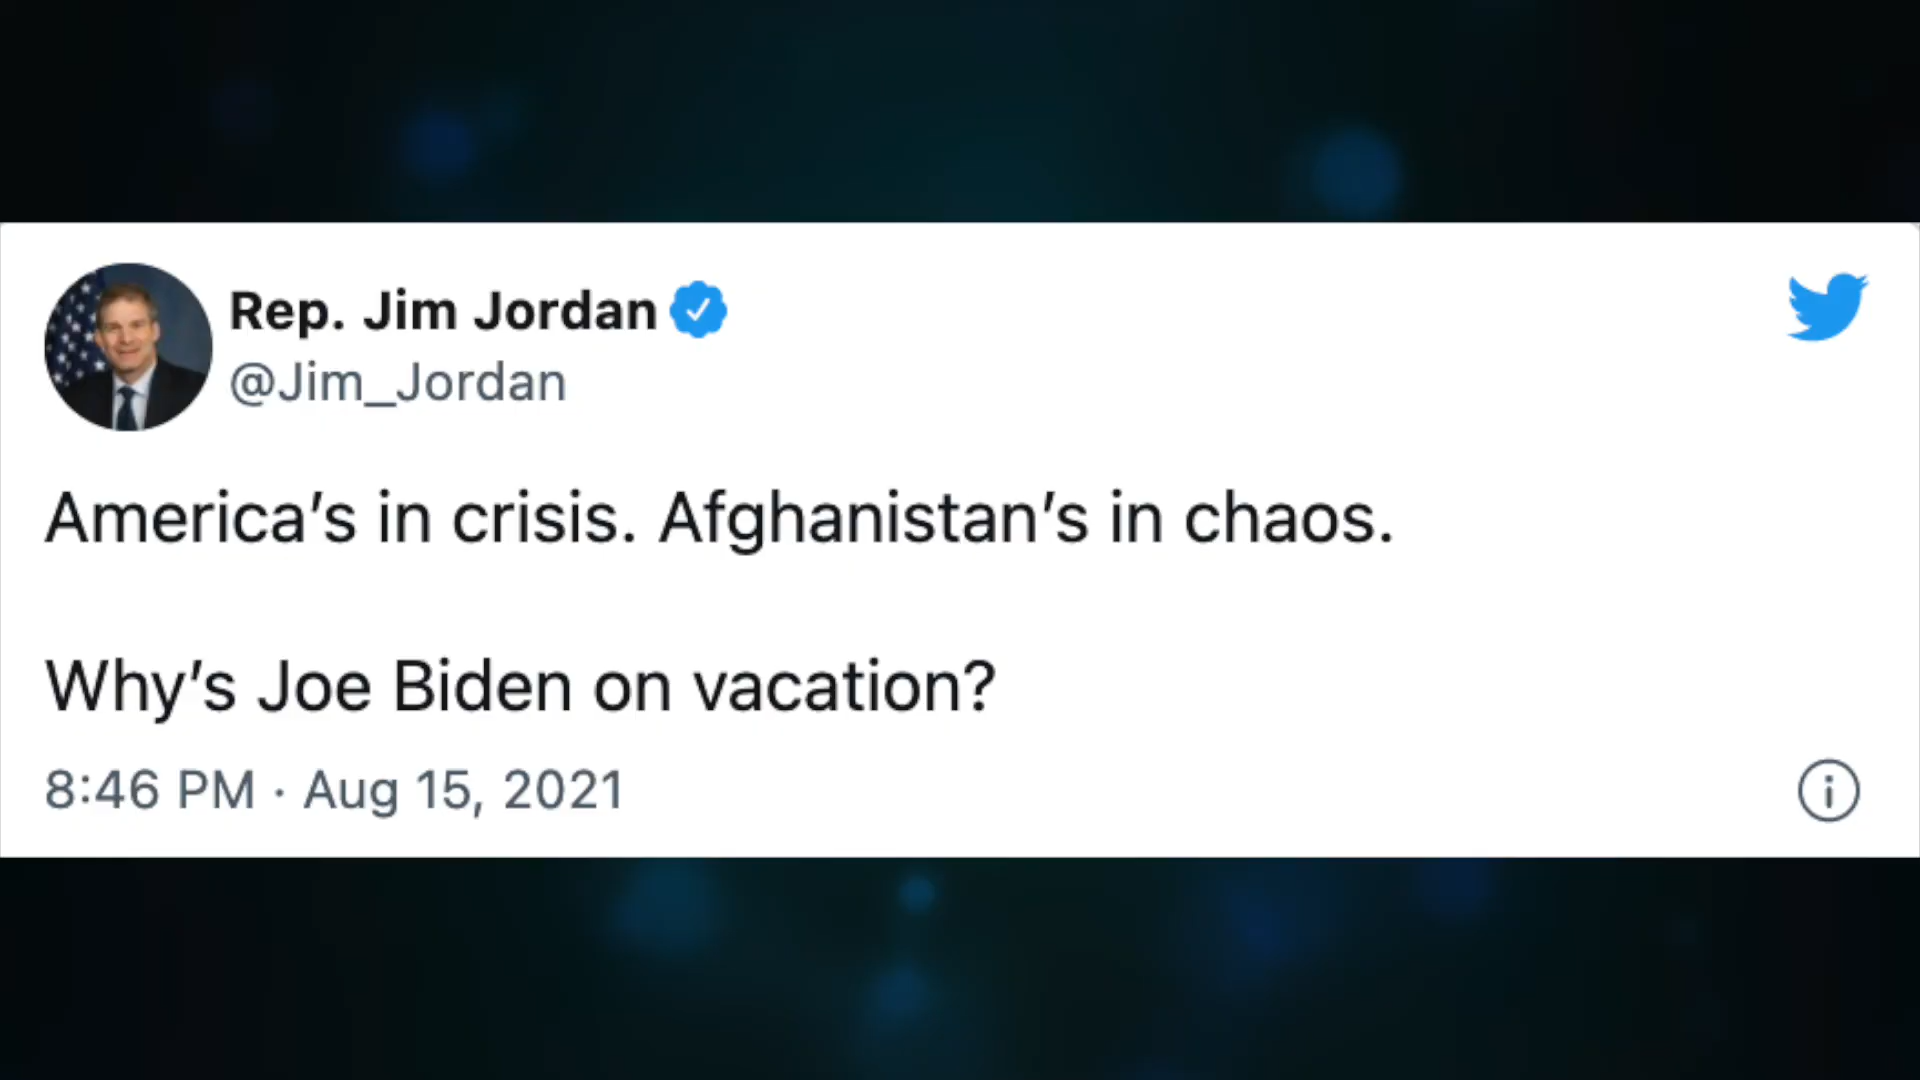 Rep. Jim Jordan
@Jim_Jordan
America’s in crisis. Afghanistan’s in chaos.
Why’s Joe Biden on vacation?
8:46 PM · Aug 15, 2021